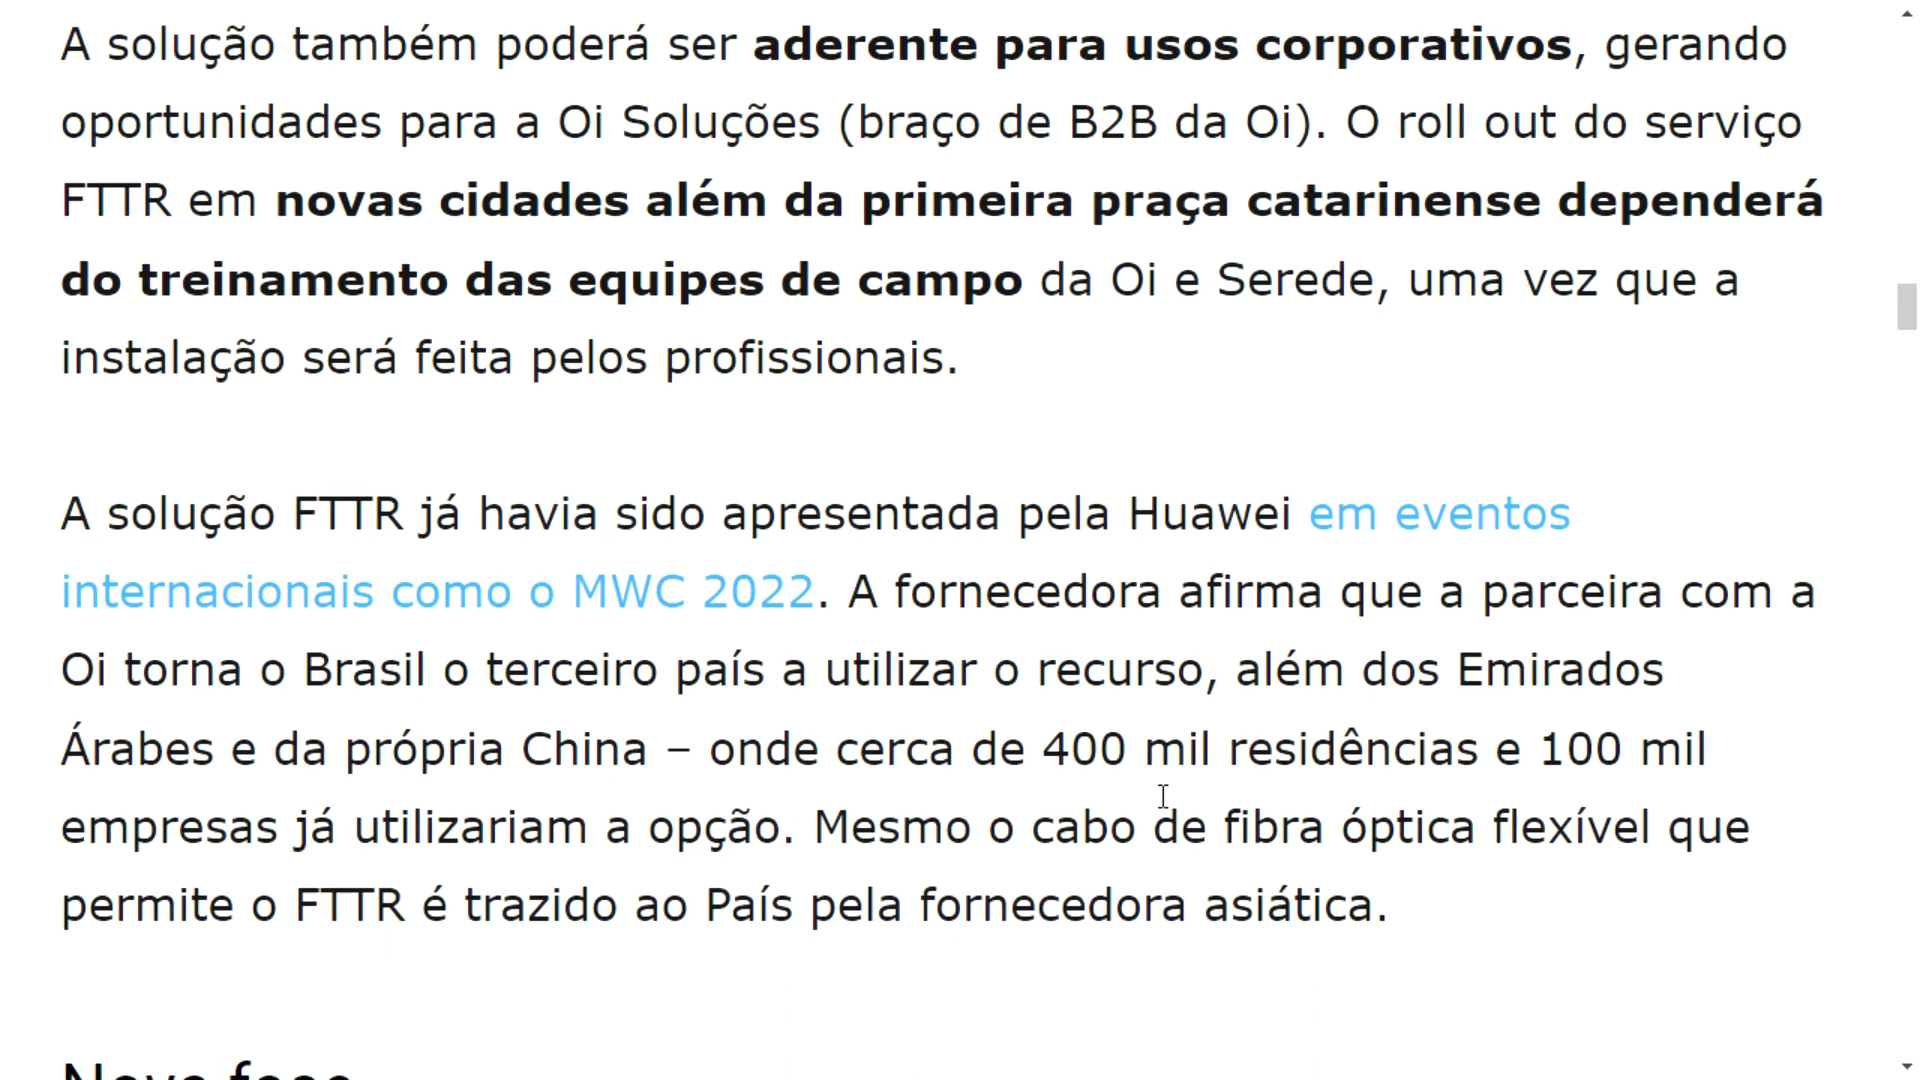 A solução também poderá ser aderente para usos corporativos, gerando
oportunidades para a Oi Soluções (braço de B2B da Oi). O roll out do serviço
FTTR em novas cidades além da primeira praça catarinense dependerá
do treinamento das equipes de campo da Oi e Serede, uma vez que a
instalação será feita pelos profissionais.
A solução FTTR já havia sido apresentada pela Huawei em eventos
internacionais como o MWC 2022. A fornecedora afirma que a parceira com a
Oi torna o Brasil o terceiro país a utilizar o recurso, além dos Emirados
Árabes e da própria China – onde cerca de 400 mil residências e 100 mil
empresas já utilizariam a opção. Mesmo o cabo de fibra óptica flexível que
permite o FTTR é trazido ao País pela fornecedora asiática.